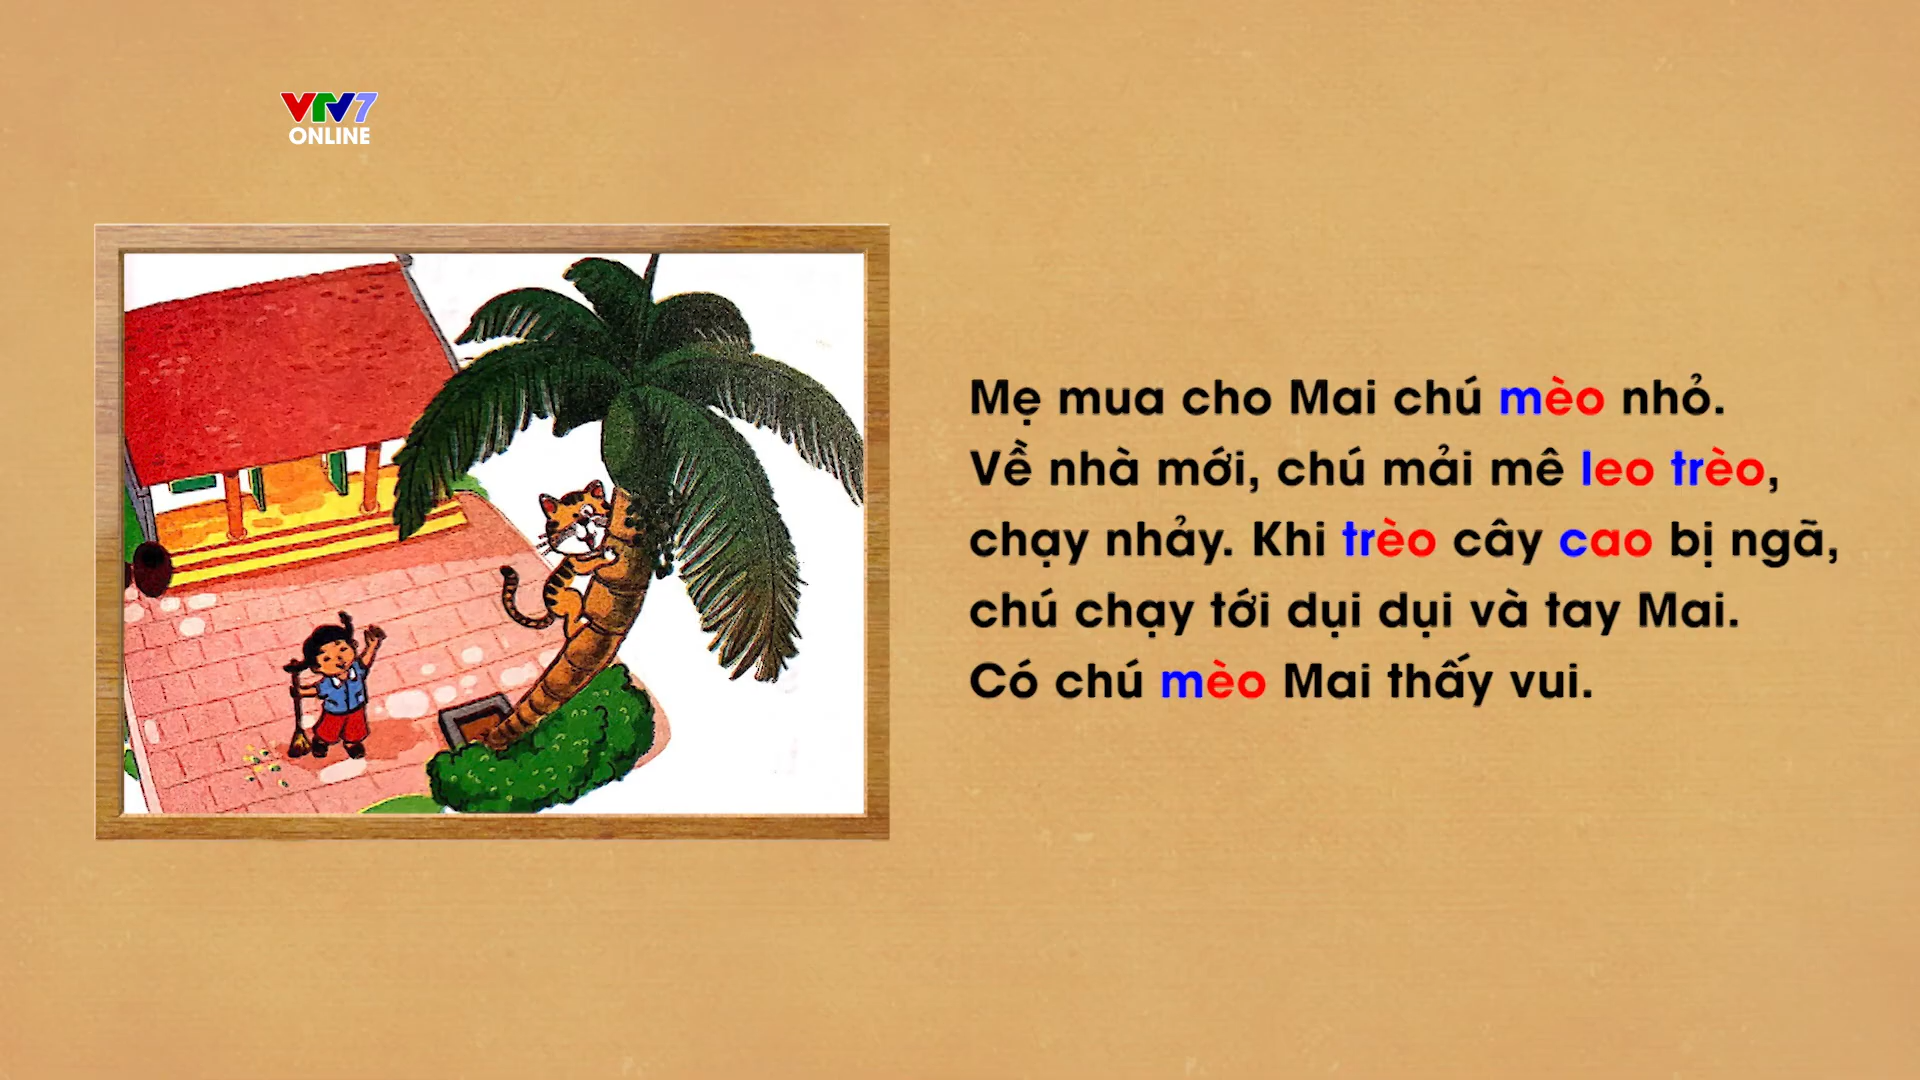 VTV7
ONLINE
Mẹ mua cho Mai chú mèo nhỏ.
Về nhà mới, chú mải mê leo trèo,
chạy nhảy. Khi trèo cây cao bị ngã,
chú chạy tới dụi dụi và tay Mai.
Có chú mèo Mai thấy vui.